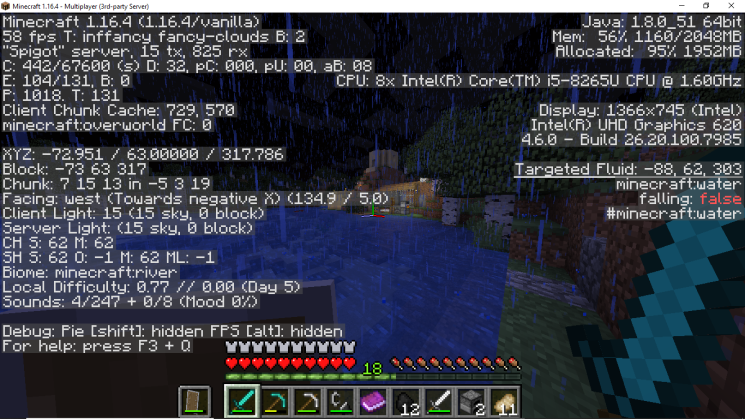 Minecraft 1.16.4 - Multiplayer (3rd-party Server)
Minecraft 1.16.4 (1.16.4/vanilla)
58 fps T: inffancy fancy-clouds B: 2
"Spigot" server, 15 tx, 825 rx
C: 442/67600 (s) D: 32, pC: 000, pU: 00, aB: 08
E: 104/131, B: 0
P: 1018. T: 131
Client Chunk Cache: 729, 570
minecraft:overworld FC: 0
XYZ: -72.951 / 63.00000 / 317.786
Block: -73 63 317
Chunk: 7 15 13 in -5 3 19
Facing: west (Towards negative X) (134.9 / 5.0)
Client Light: 15 (15 sky, 0 block)
Server Light: (15 sky, 0 block)
CH S: 62 M: 62
SH S: 62 O: -1 M: 62 ML: -1
Biome: minecraft:river
Local Difficulty: 0.77 // 0.00 (Day 5)
Sounds: 4/247 + 0/8 (Mood 0%)
Debug: Pie [shift]: hidden FPS [alt]: hidden
For help: press F3 + Q
Java: 1.8.0_51 64bit
Mem: 56% 1160/2048MB
Allocated: 95% 1952MB
CPU: 8x Intel(R) Core(TM) i5-8265U CPU @ 1.60GHz
Display: 1366x745 (Intel)
Intel(R) UHD Graphics 620
4.6.0 - Build 26.20.100.7985
Targeted Fluid: -88, 62, 303
minecraft:water
falling: false
#minecraft:water
18
12
2
11